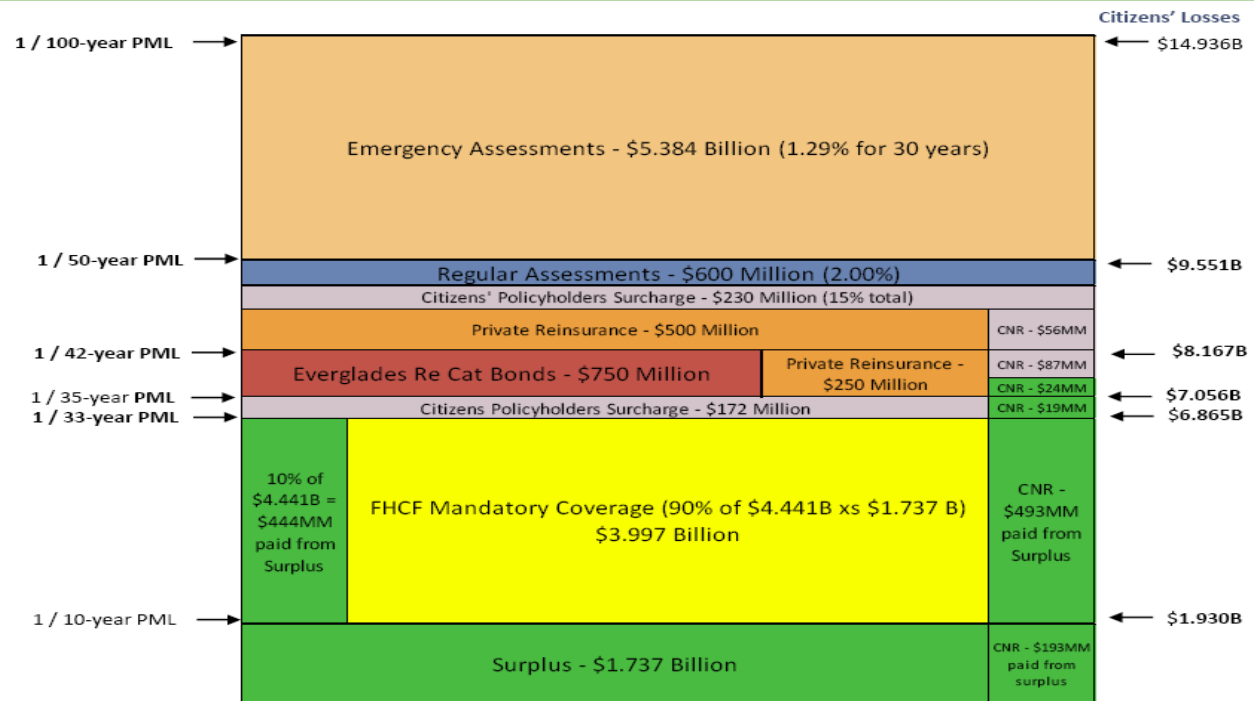 Citizens' Losses
1 / 100-year PML
$14.936B
Emergency Assessments - $5.384 Billion (1.29% for 30 years)
1 / 50-year PML
$9.551B
Regular Assessments - $600 Million (2.00%)
Citizens' Policyholders Surcharge - $230 Million (15% total)
Private Reinsurance - $500 Million
CNR - $56MM
1 / 42-year PML
$8.167B
Everglades Re Cat Bonds - $750 Million
Private Reinsurance -
$250 Million
CNR - $87MM
CNR - $24MM
1 / 35-year PML
$7.056B
Citizens Policyholders Surcharge - $172 Million
CNR - $19MM
1 / 33-year PML
$6.865B
10% of
$4.441B =
$444MM
paid from
Surplus
FHCF Mandatory Coverage (90% of $4.441B xs $1.737 B)
$3.997 Billion
CNR -
$493MM
paid from
Surplus
1 / 10-year PML
$1.930B
Surplus - $1.737 Billion
CNR - $193MM
paid from
surplus